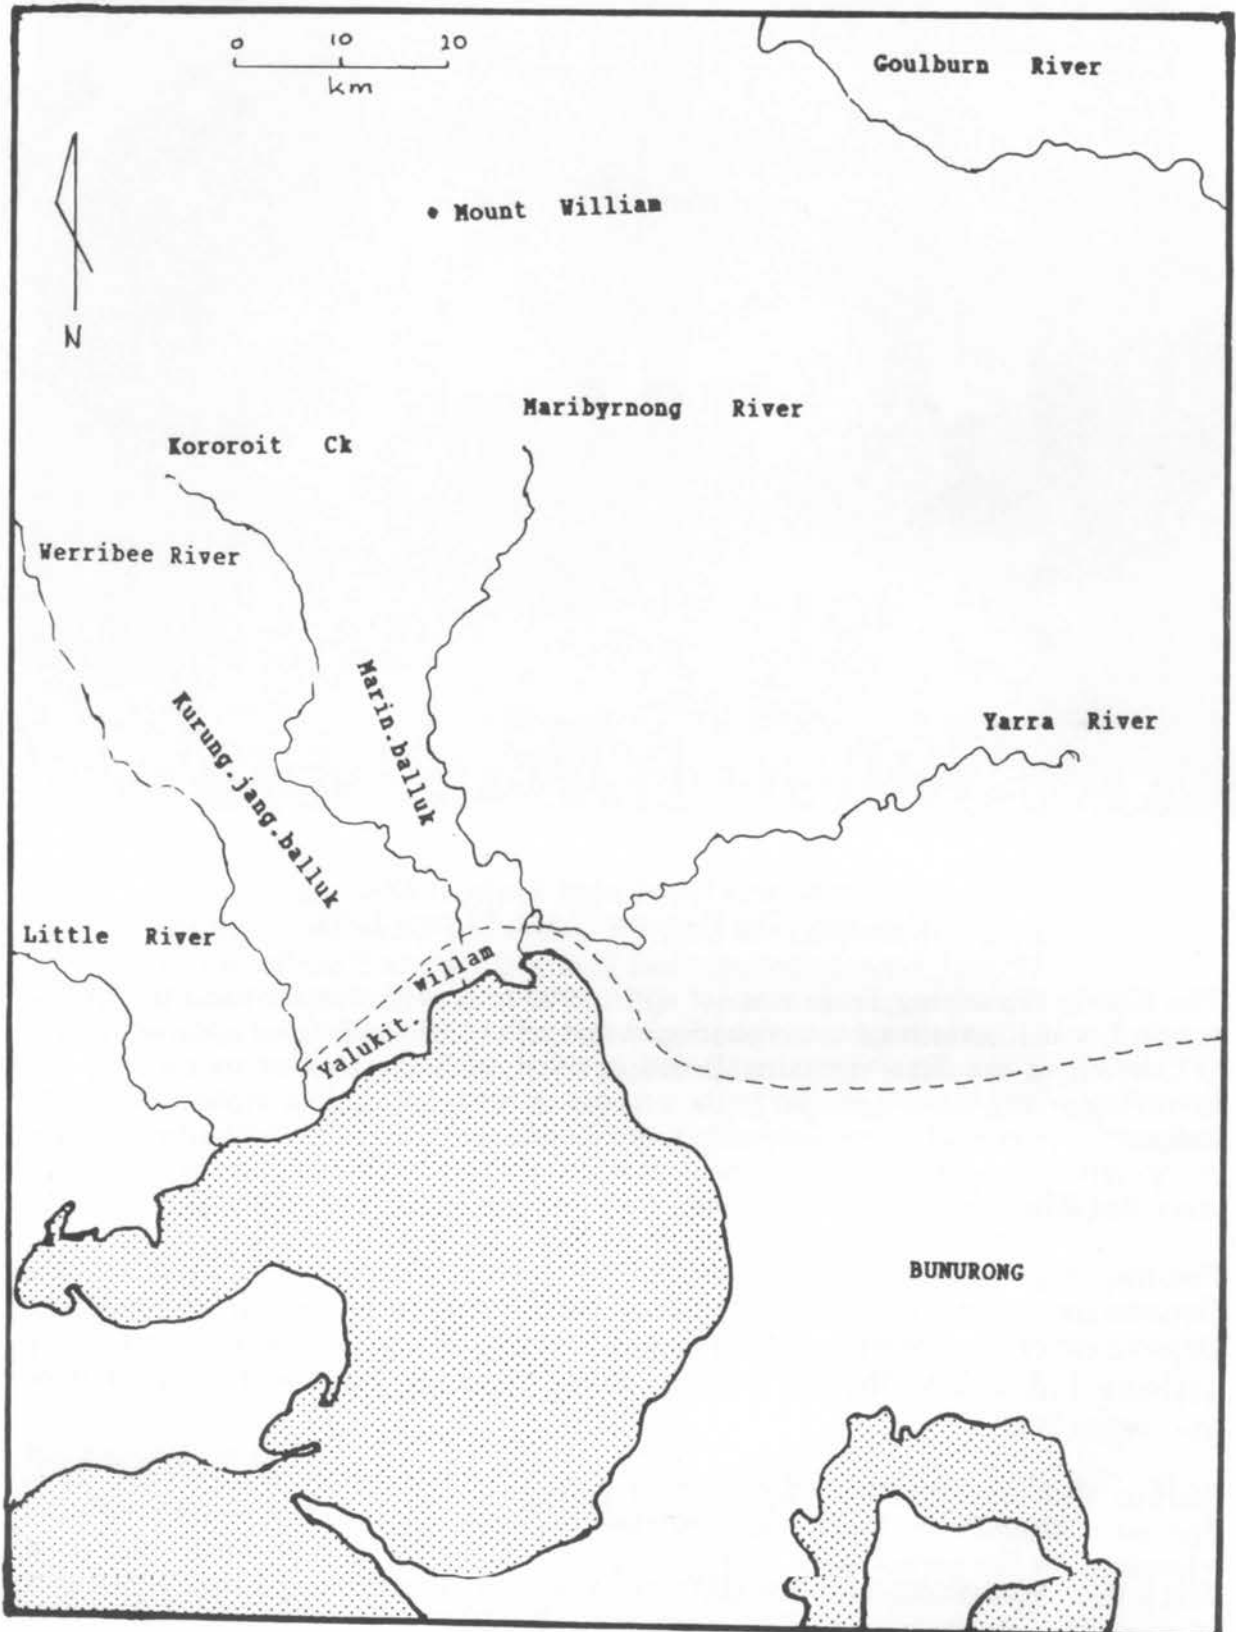 0 10 20
km
Goulburn River
Mount William
N
Maribyrnong River
Kororoit Ck
Werribee River
Marin.balluk
Kurung.jang.balluk
Yarra River
Little River
Yalukit. Willam
BUNURONG